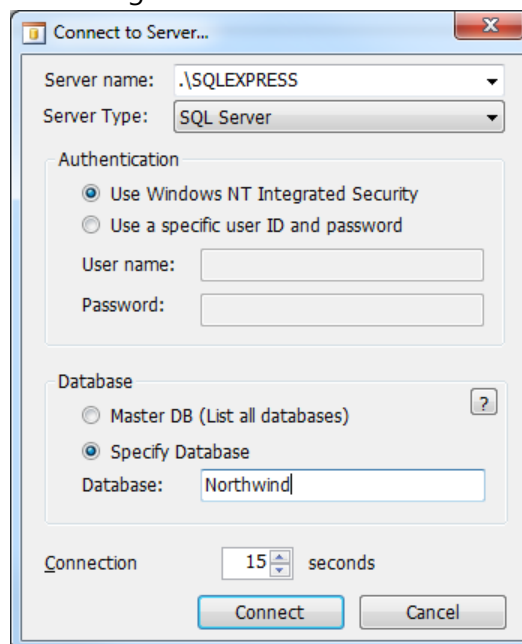 Connect to Server...
Server name: .\SQLEXPRESS
Server Type: SQL Server
Authentication
Use Windows NT Integrated Security
Use a specific user ID and password
User name:
Password:
Database
?
Master DB (List all databases)
Specify Database
Database: Northwind
Connection 15 seconds
Connect Cancel